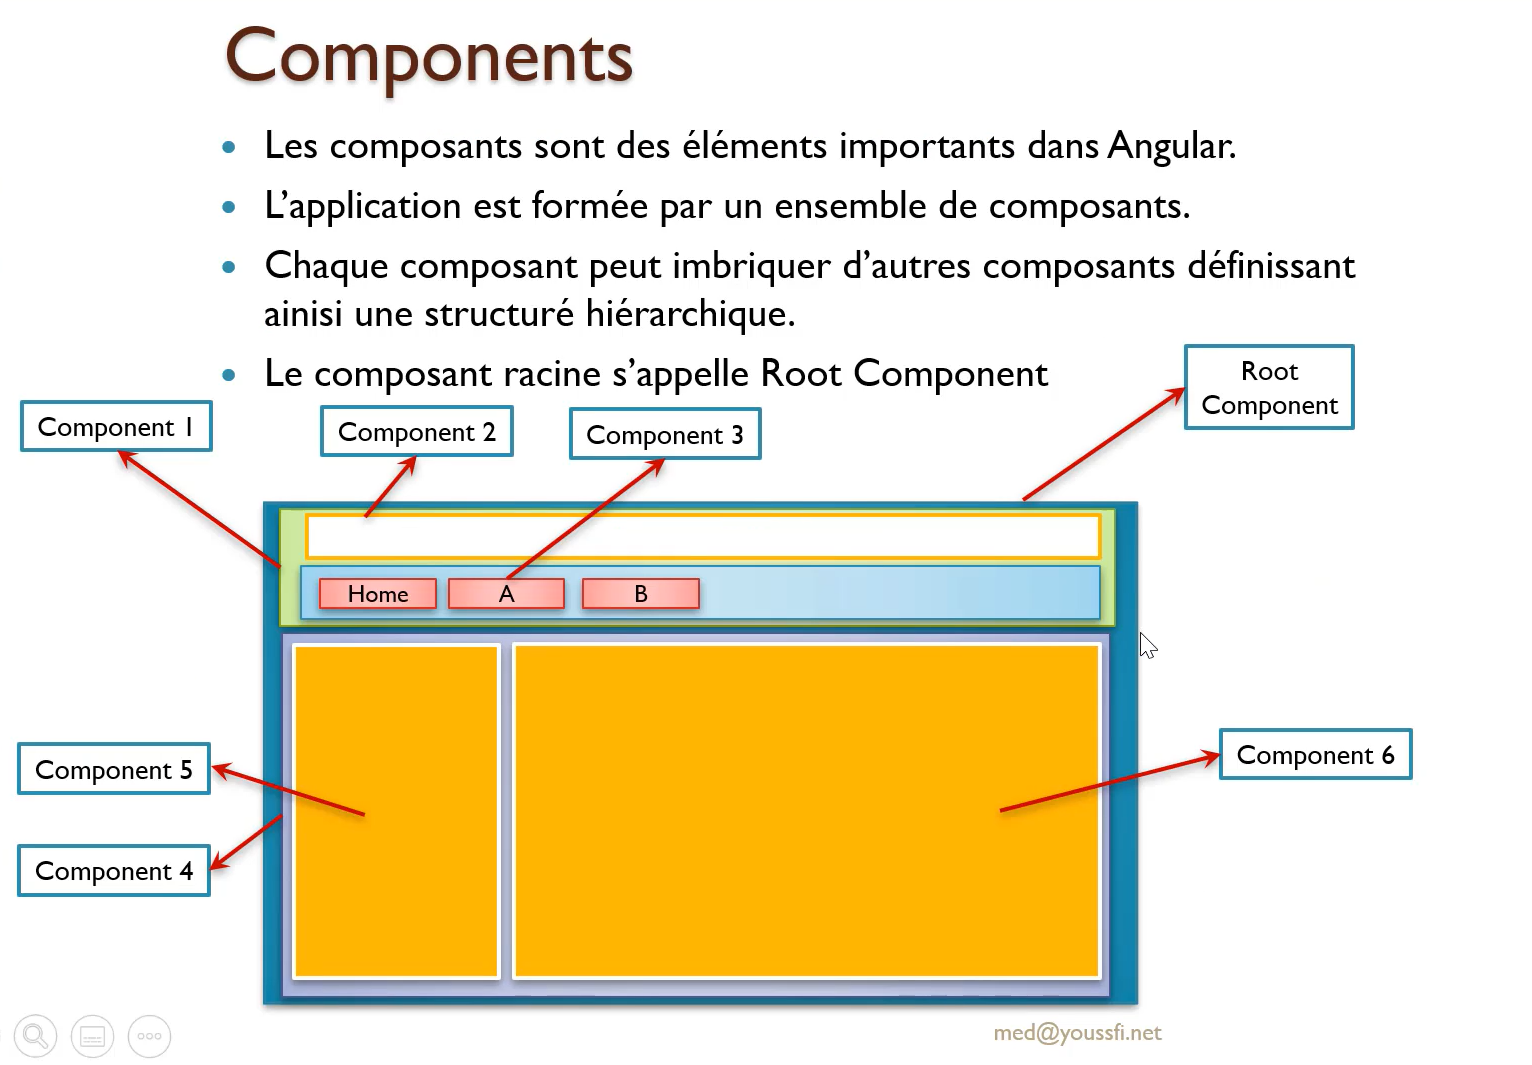 Components
Les composants sont des éléments importants dans Angular.
L’application est formée par un ensemble de composants.
Chaque composant peut imbriquer d’autres composants définissant
ainisi une structuré hiérarchique.
Le composant racine s’appelle Root Component
Root
Component
Component 1
Component 2
Component 3
Home
A
B
Component 5
Component 6
Component 4
med@youssfi.net